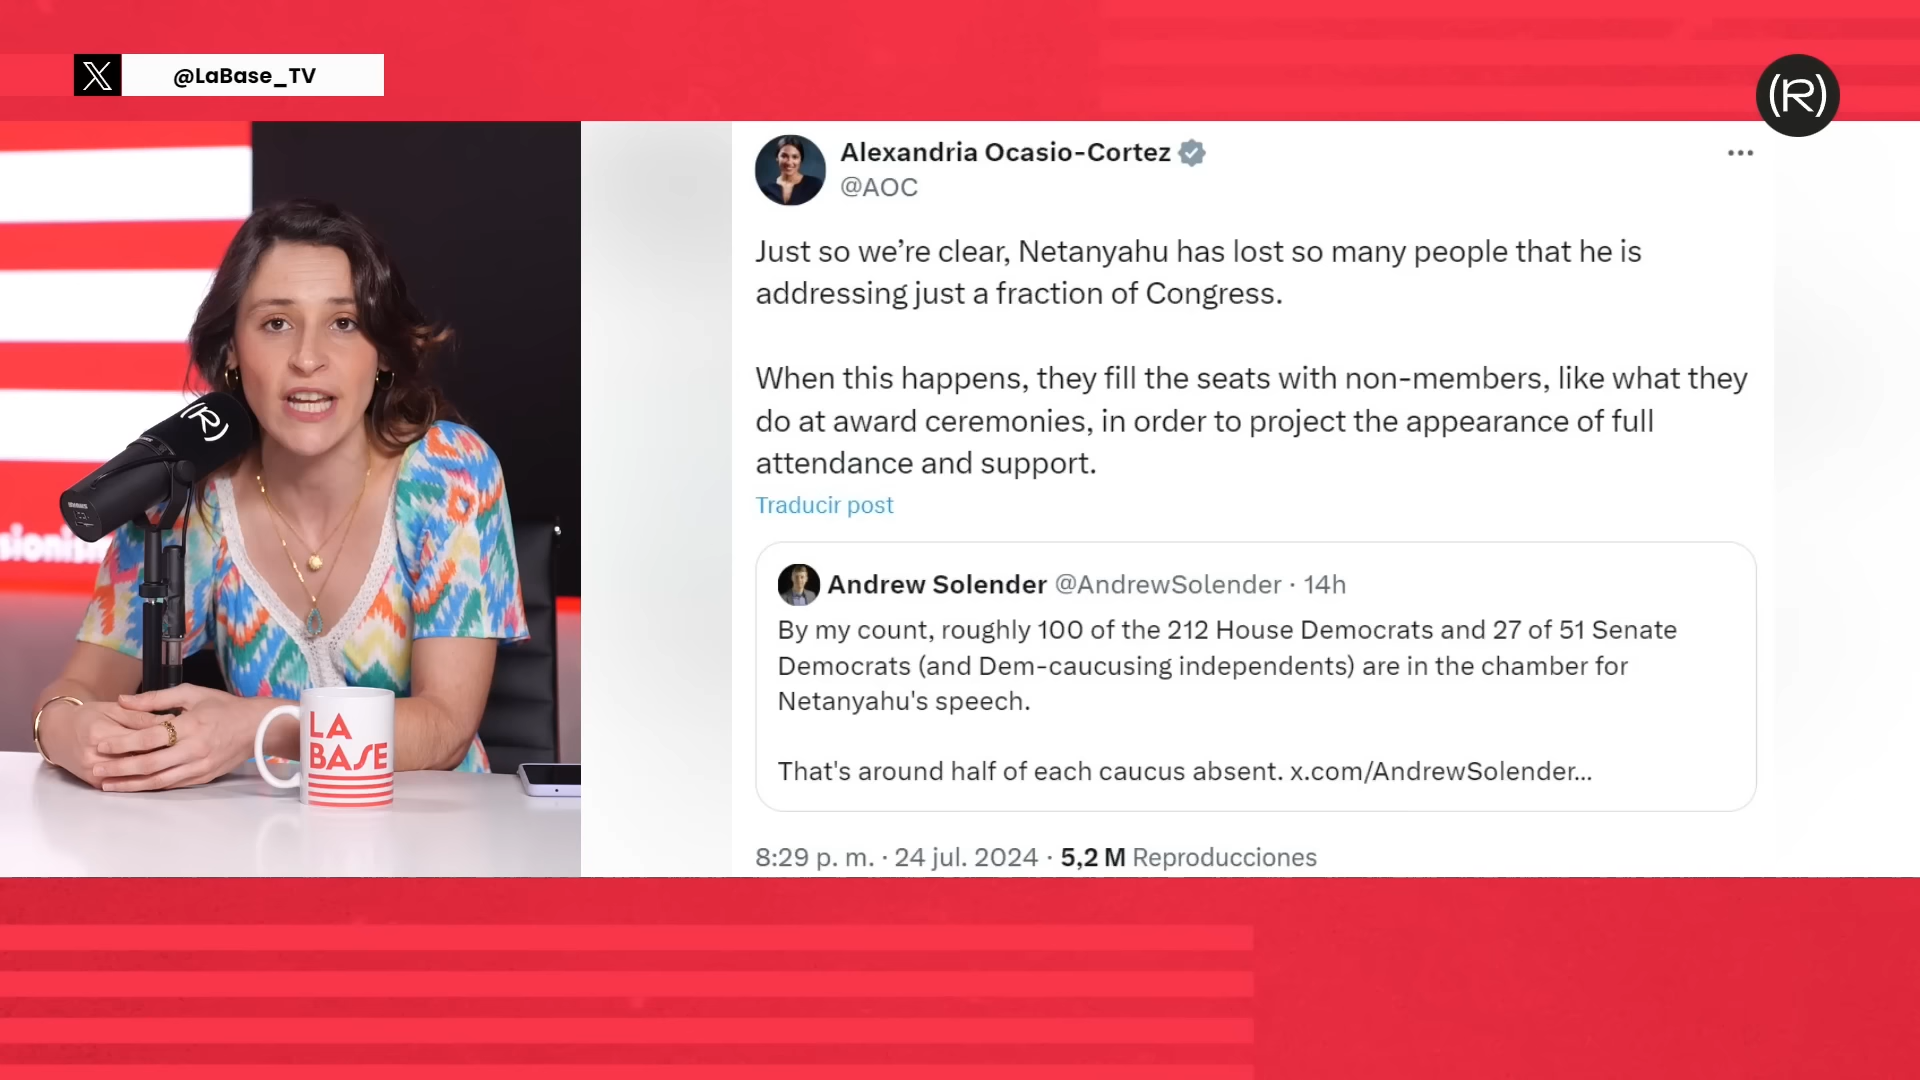 @LaBase_TV
(R)
Alexandria Ocasio-Cortez
@AOC
Just so we’re clear, Netanyahu has lost so many people that he is
addressing just a fraction of Congress.
When this happens, they fill the seats with non-members, like what they
do at award ceremonies, in order to project the appearance of full
attendance and support.
Traducir post
Andrew Solender @AndrewSolender · 14h
By my count, roughly 100 of the 212 House Democrats and 27 of 51 Senate
Democrats (and Dem-caucusing independents) are in the chamber for
Netanyahu's speech.
That's around half of each caucus absent. x.com/AndrewSolender...
8:29 p. m. · 24 jul. 2024 · 5,2 M Reproducciones
(R)
sionism
LA
BASE